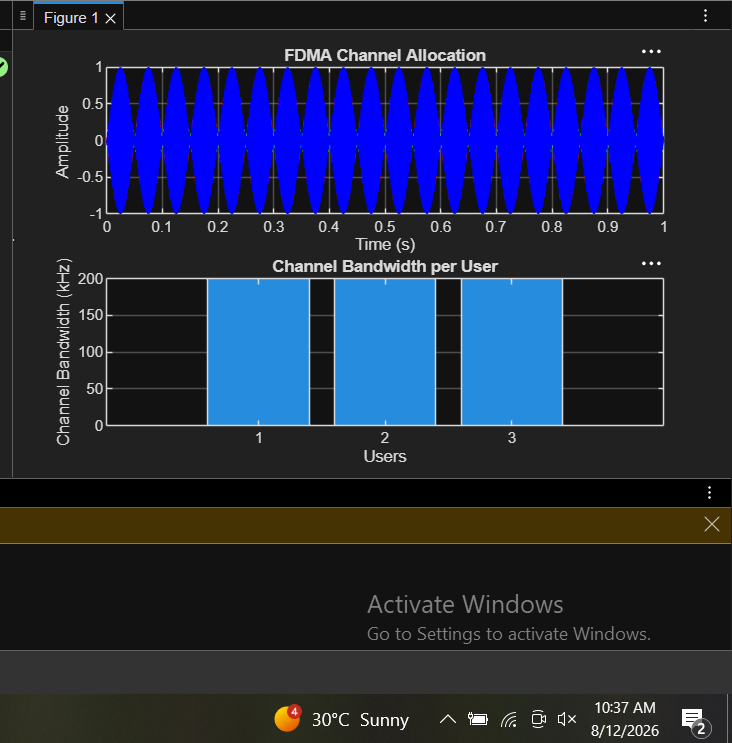 Figure 1
FDMA Channel Allocation
Amplitude
1
0.5
0
-0.5
-1
0 0.1 0.2 0.3 0.4 0.5 0.6 0.7 0.8 0.9 1
Time (s)
Channel Bandwidth per User
Channel Bandwidth (kHz)
200
150
100
50
0
1 2 3
Users
Activate Windows
Go to Settings to activate Windows.
4
30°C Sunny
10:37 AM
8/12/2026
2